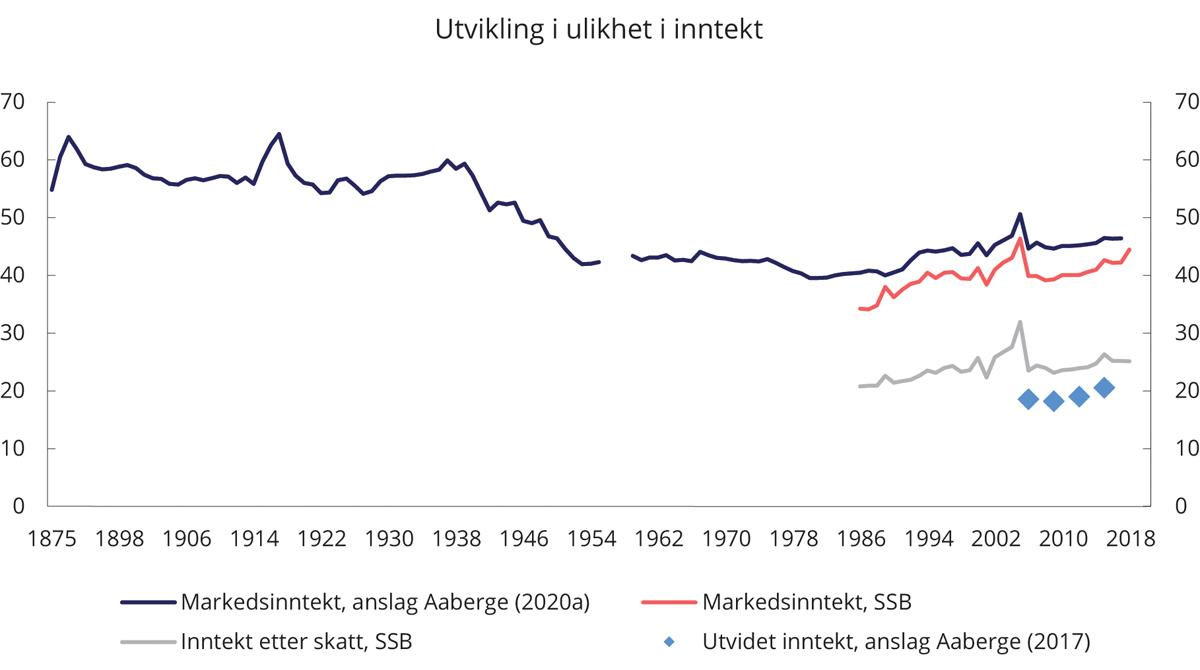 Utvikling i ulikhet i inntekt
70 70
60 60
50 50
40 40
30 30
20 20
10 10
0 0
1875 1898 1906 1914 1922 1930 1938 1946 1954 1962 1970 1978 1986 1994 2002 2010 2018
Markedsinntekt, anslag Aaberge (2020a) Markedsinntekt, SSB
Inntekt etter skatt, SSB Utvidet inntekt, anslag Aaberge (2017)